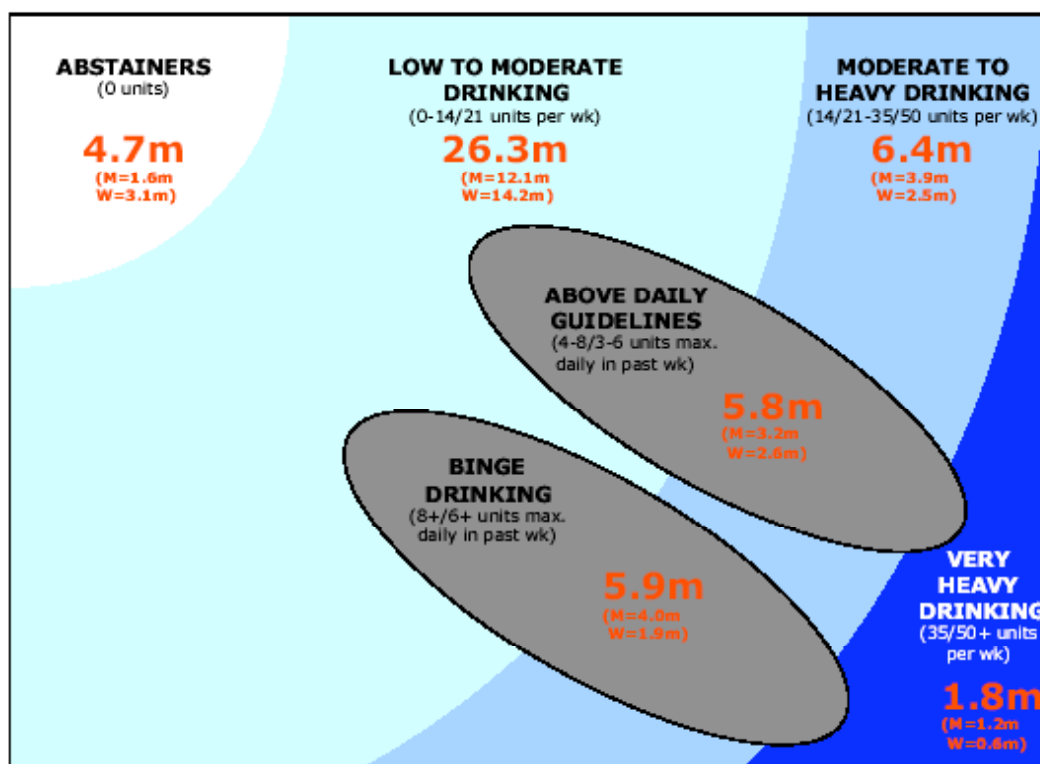 ABSTAINERS
(0 units)
4.7m
(M=1.6m
W=3.1m)
LOW TO MODERATE
DRINKING
(0-14/21 units per wk)
26.3m
(M=12.1m
W=14.2m)
MODERATE TO
HEAVY DRINKING
(14/21-35/50 units per wk)
6.4m
(M=3.9m
W=2.5m)
ABOVE DAILY
GUIDELINES
(4-8/3-6 units max.
daily in past wk)
5.8m
(M=3.2m
W=2.6m)
BINGE
DRINKING
(8+/6+ units max.
daily in past wk)
5.9m
(M=4.0m
W=1.9m)
VERY
HEAVY
DRINKING
(35/50+ units
per wk)
1.8m
(M=1.2m
W=0.6m)